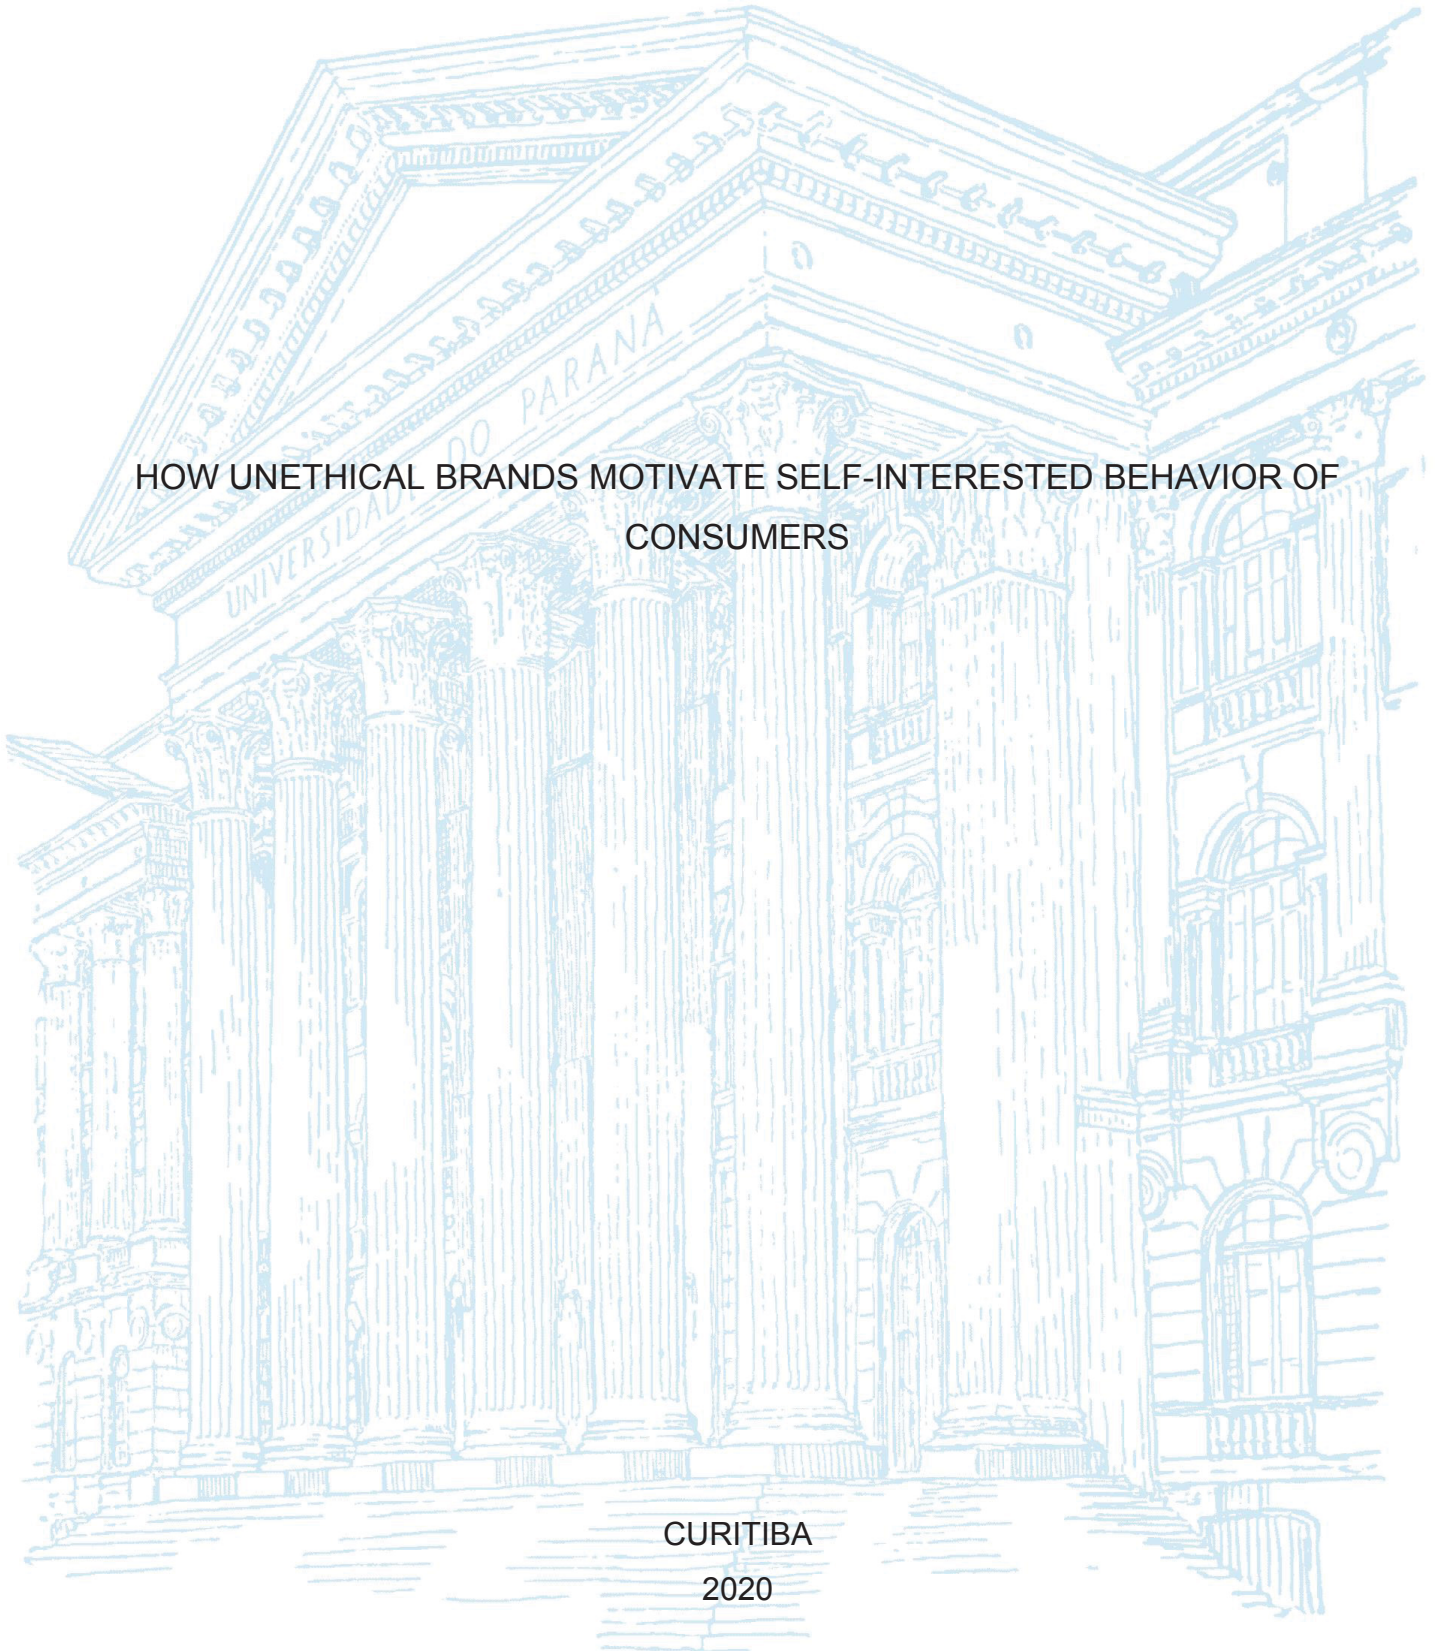 UNIVERSIDADE DO PARANÁ
HOW UNETHICAL BRANDS MOTIVATE SELF-INTERESTED BEHAVIOR OF
CONSUMERS
CURITIBA
2020